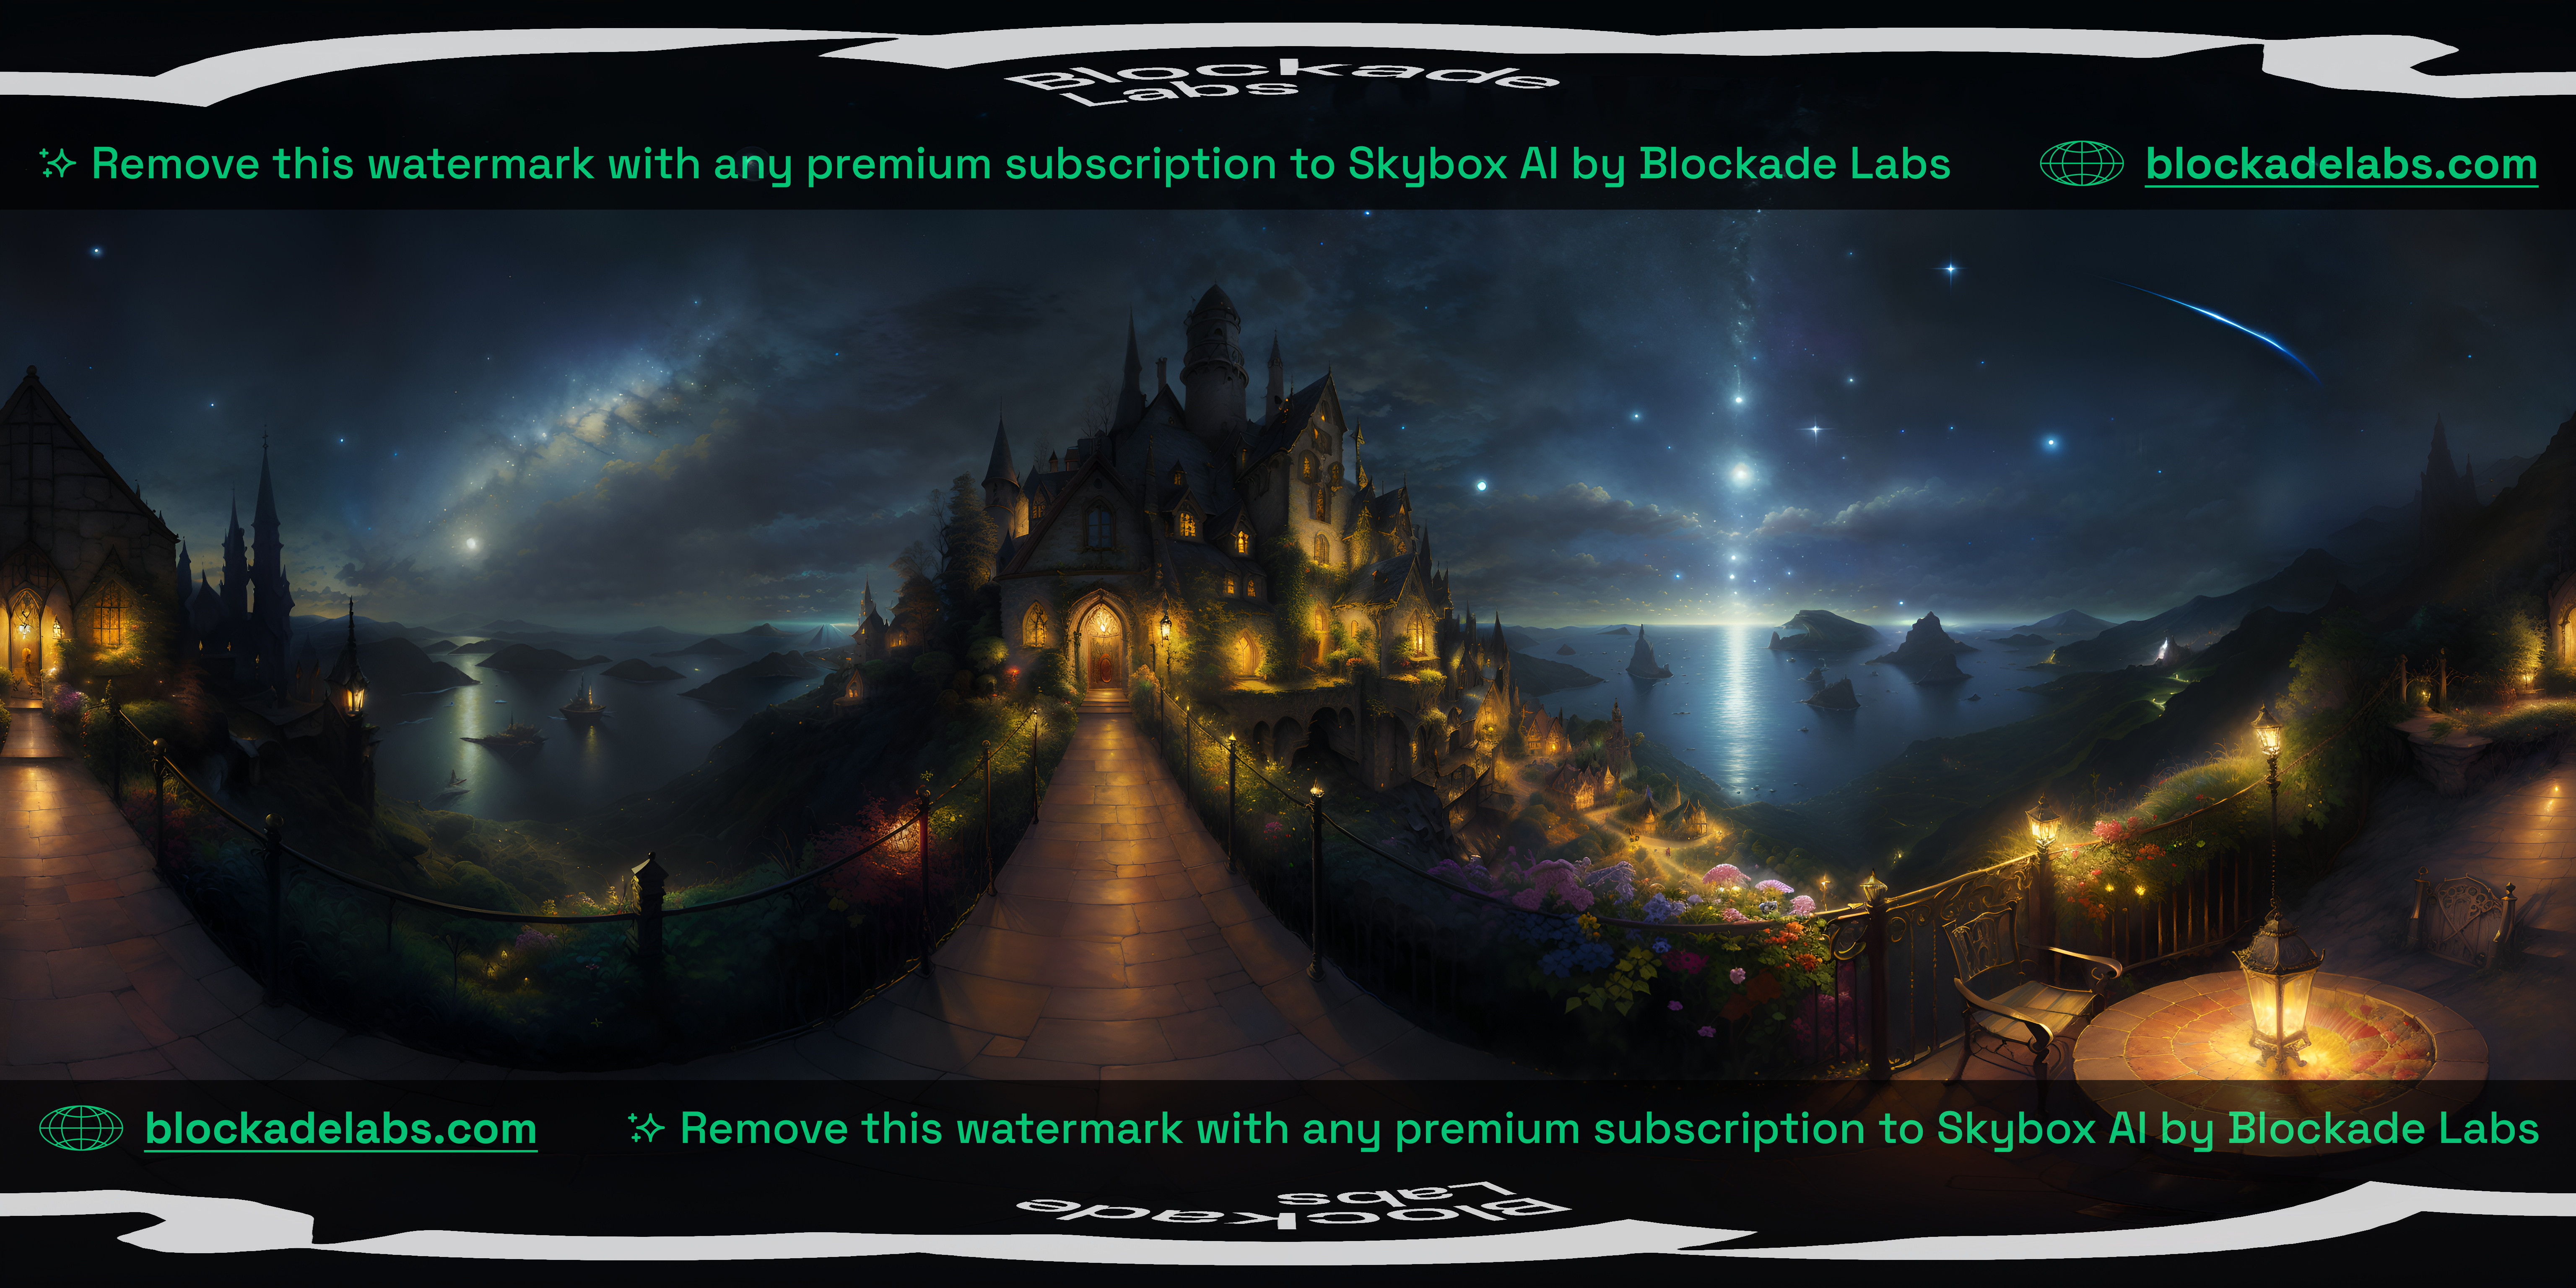 Blockade
Labs
Remove this watermark with any premium subscription to Skybox AI by Blockade Labs
blockadelabs.com
blockadelabs.com
Remove this watermark with any premium subscription to Skybox AI by Blockade Labs
Labs
Blockade